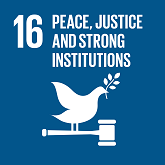 16 PEACE, JUSTICE
AND STRONG
INSTITUTIONS